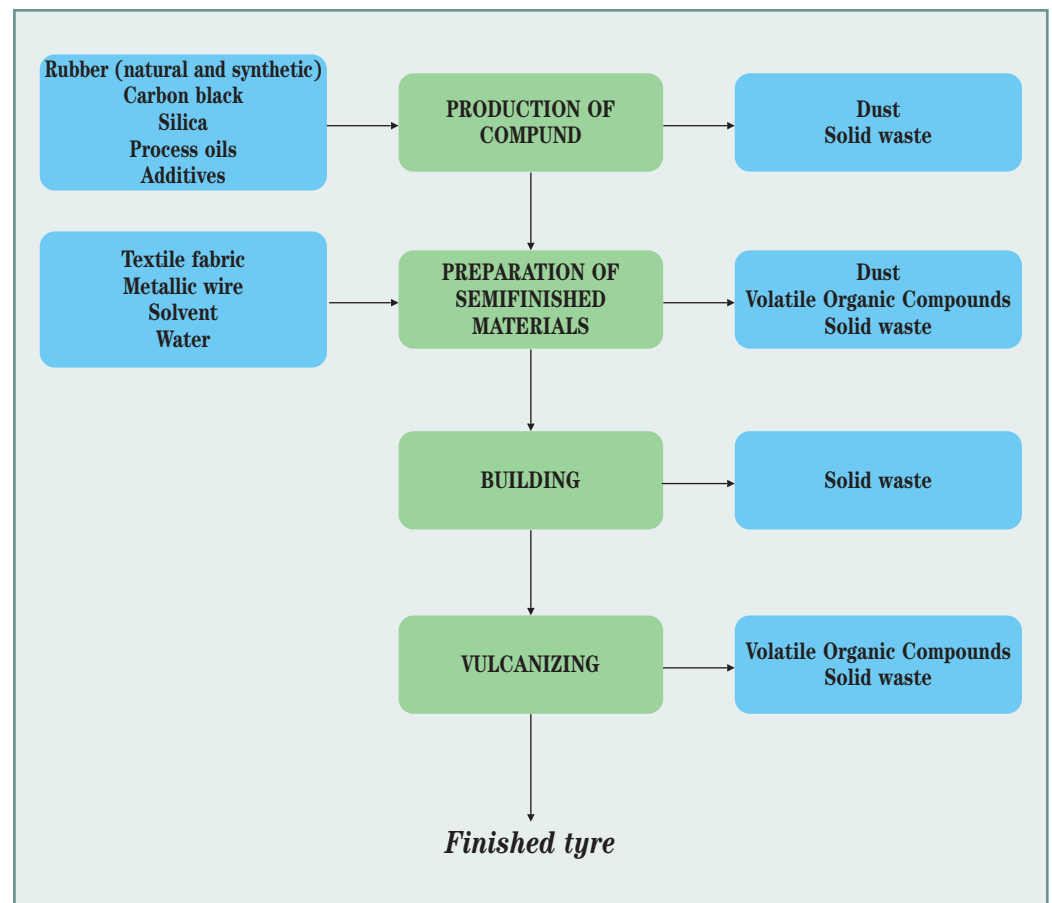 Rubber (natural and synthetic)
Carbon black
Silica
Process oils
Additives
PRODUCTION OF
COMPUND
Dust
Solid waste
Textile fabric
Metallic wire
Solvent
Water
PREPARATION OF
SEMIFINISHED
MATERIALS
Dust
Volatile Organic Compounds
Solid waste
BUILDING
Solid waste
VULCANIZING
Volatile Organic Compounds
Solid waste
Finished tyre